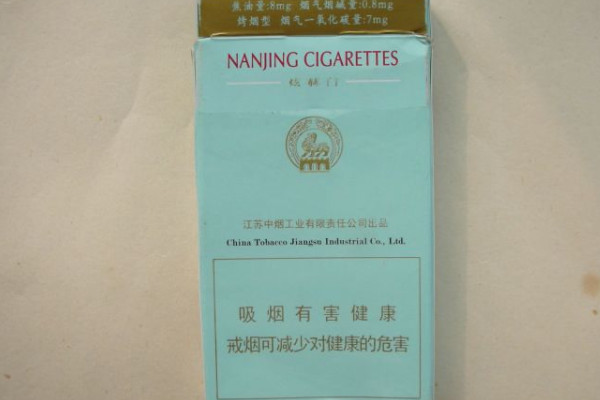 焦油量:8mg 烟气烟碱量:0.8mg
烤烟型 烟气一氧化碳量:7mg
NANJING CIGARETTES
江苏中烟工业有限责任公司出品
China Tobacco Jiangsu Industrial Co., Ltd.
吸烟有害健康
戒烟可减少对健康的危害